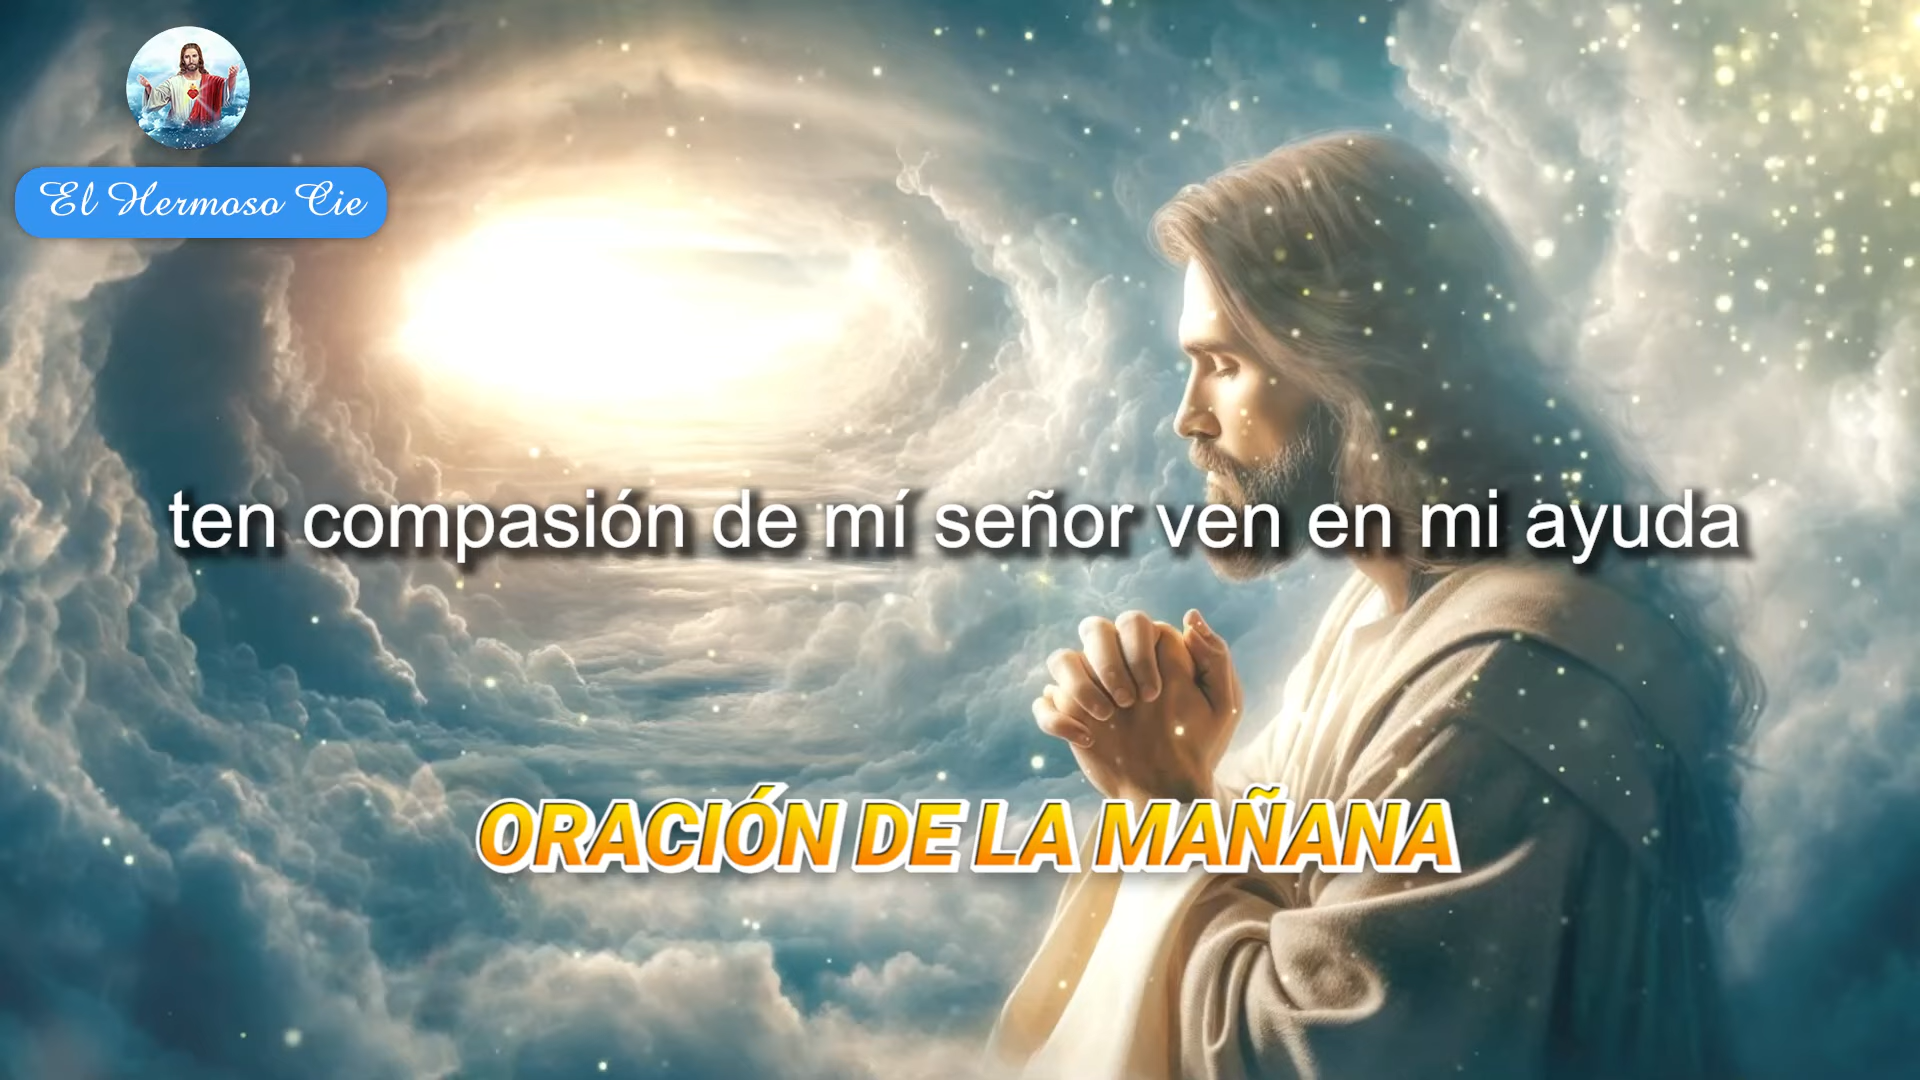 El Hermoso Cie
ten compasión de mí señor ven en mi ayuda
ORACIÓN DE LA MAÑANA